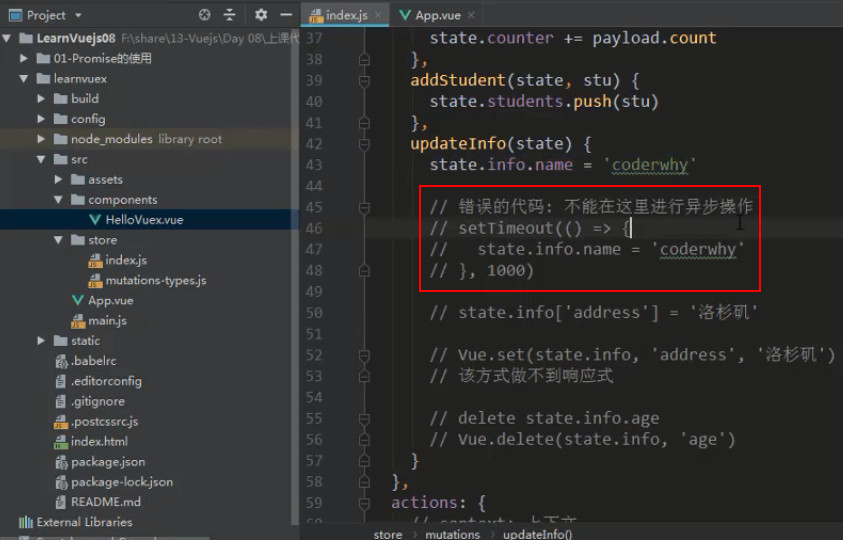 Project
index.js
App.vue
LearnVuejs08 F:\share\13-Vuejs\Day 08\上课代
01-Promise的使用
learnvuex
build
config
node_modules library root
src
assets
components
HelloVuex.vue
store
index.js
mutations-types.js
App.vue
main.js
static
.babelrc
.editorconfig
.gitignore
.postcssrc.js
index.html
package.json
package-lock.json
README.md
External Libraries
37 state.counter += payload.count
38 },
39 addStudent(state, stu) {
40 state.students.push(stu)
41 },
42 updateInfo(state) {
43 state.info.name = 'coderwhy'
44
45 // 错误的代码: 不能在这里进行异步操作
46 // setTimeout(() => {
47 // state.info.name = 'coderwhy'
48 // }, 1000)
49
50 // state.info['address'] = '洛杉矶'
51
52 // Vue.set(state.info, 'address', '洛杉矶')
53 // 该方式做不到响应式
54
55 // delete state.info.age
56 // Vue.delete(state.info, 'age')
57 }
58 },
59 actions: {
// context: 上下文
store mutations updateInfo()